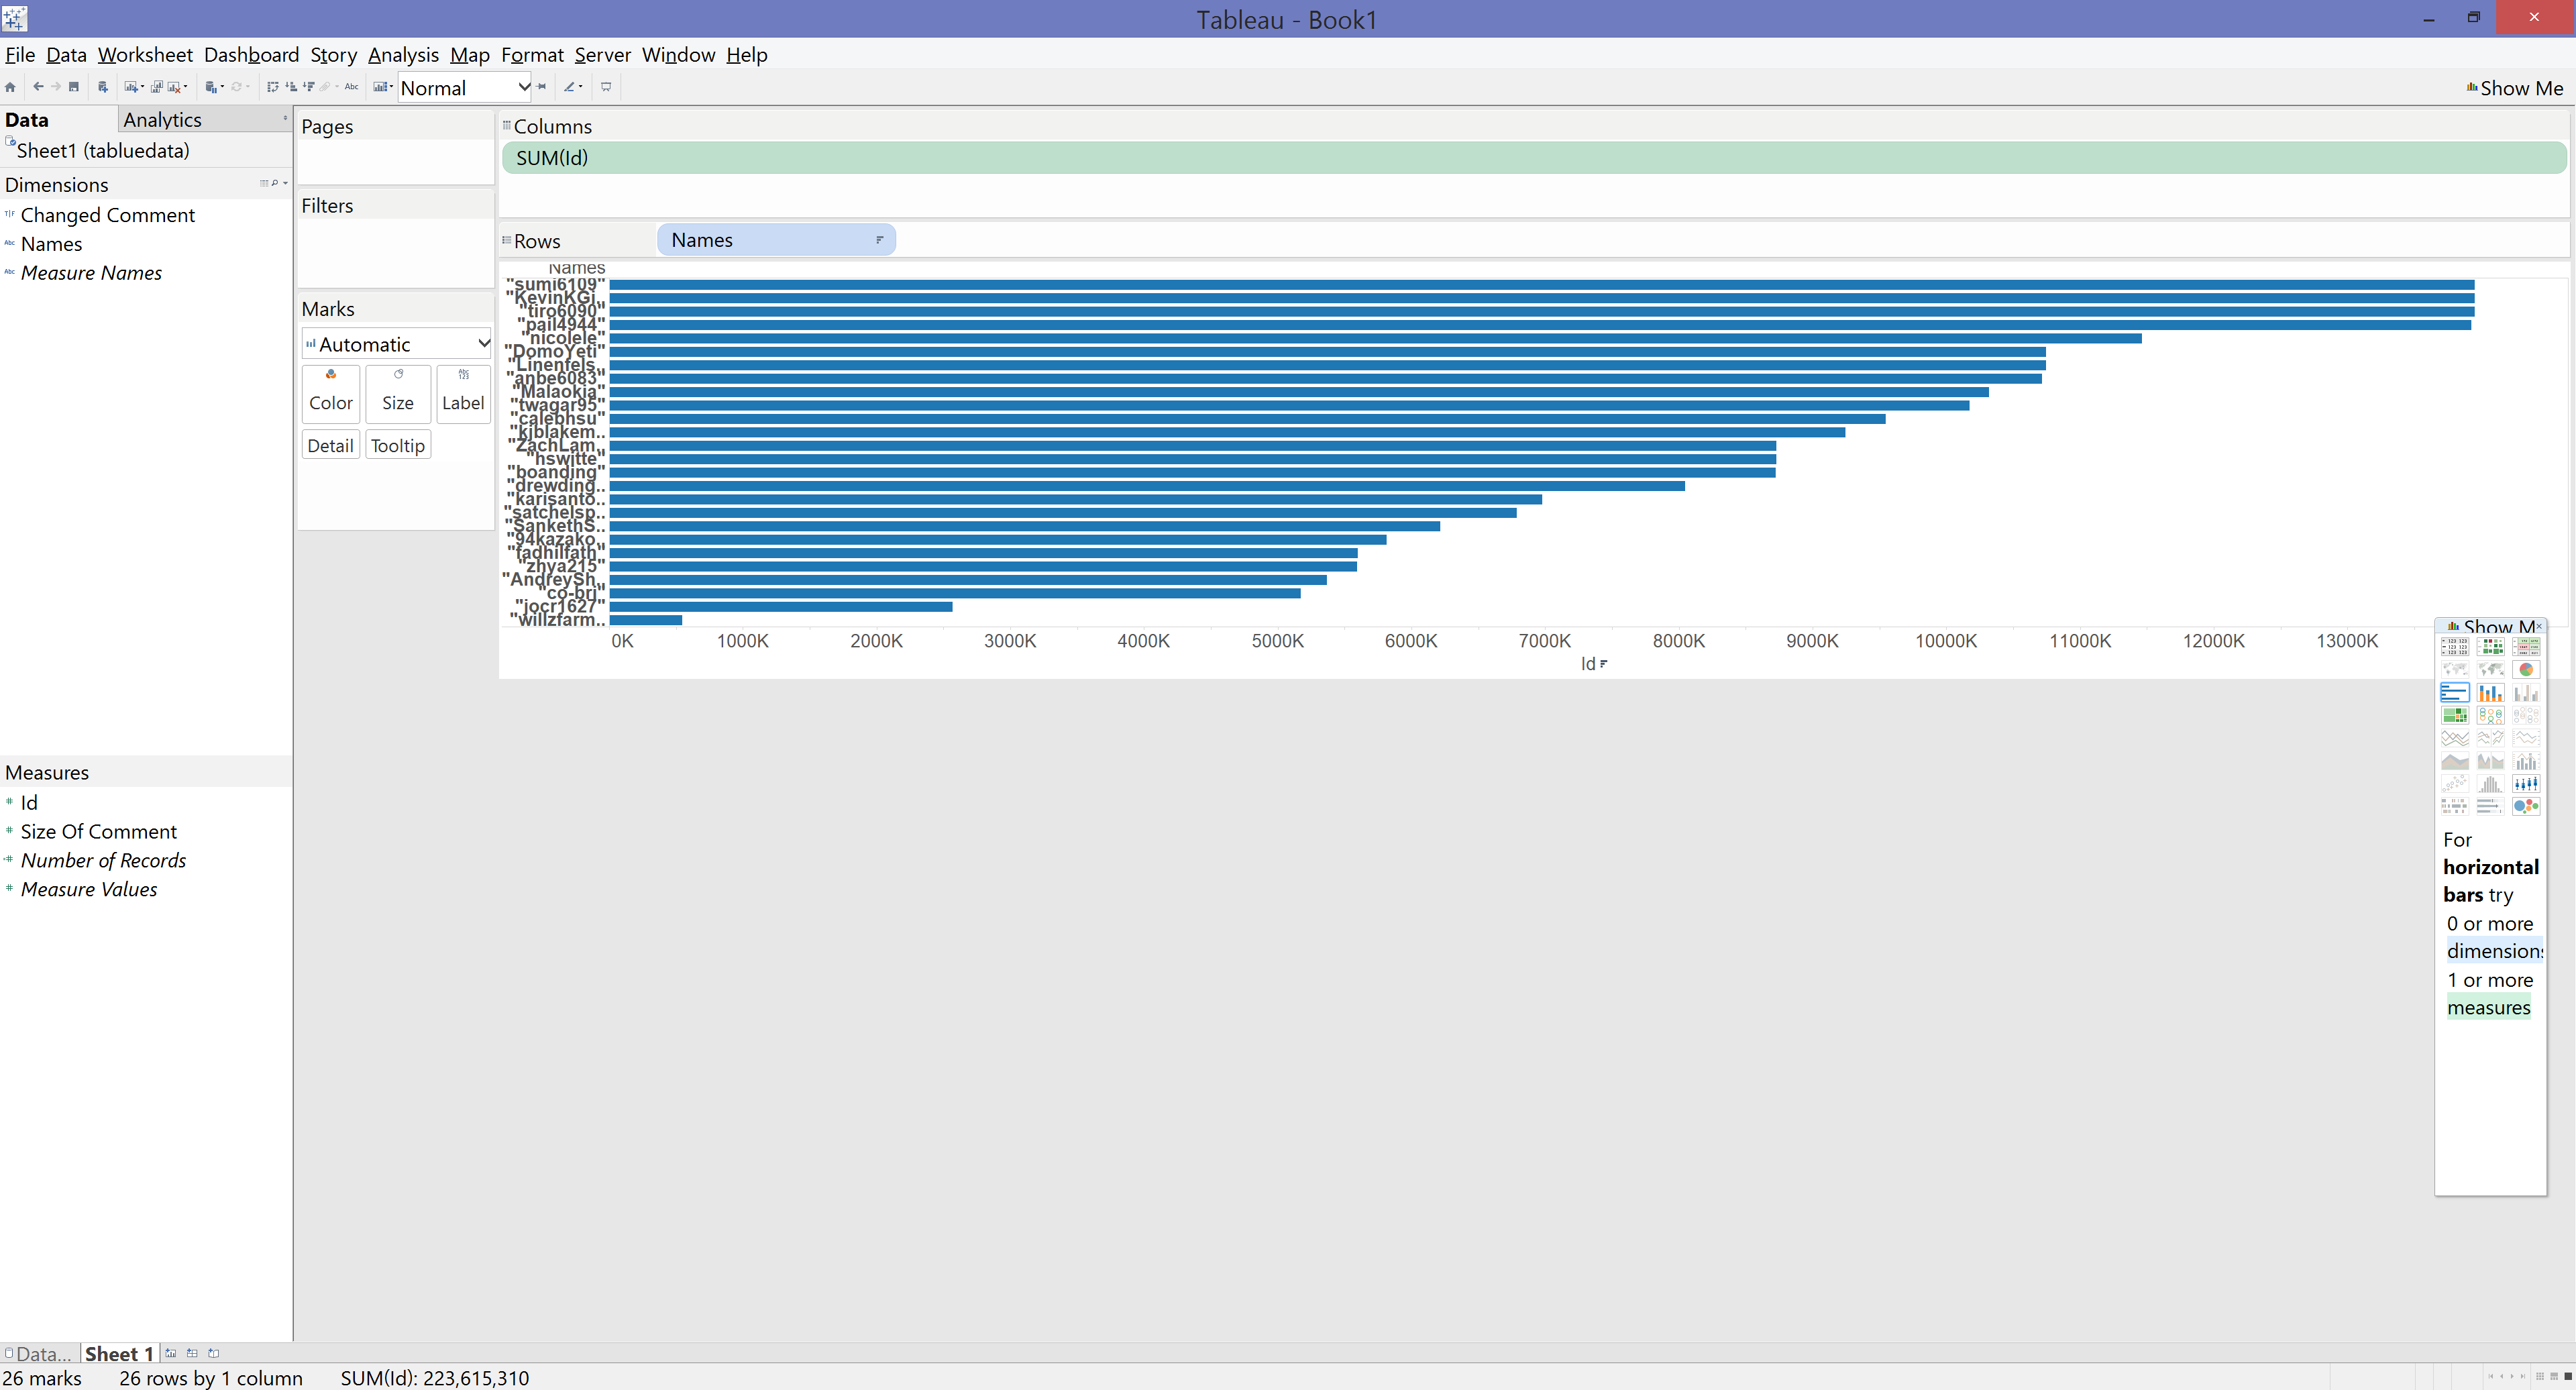 Tableau - Book1
File Data Worksheet Dashboard Story Analysis Map Format Server Window Help
Abc Normal Show Me
Data Analytics
Sheet1 (tabluedata)
Dimensions
Changed Comment
Abc Names
Abc Measure Names
Measures
Id
Size Of Comment
Number of Records
Measure Values
Pages
Filters
Marks
Automatic
Color Size Label
Detail Tooltip
Columns
SUM(Id)
Rows Names
Names
"sumi6109"
"KevinKGi..
"tiro6090"
"pail4944"
"nicolele"
"DomoYeti"
"Linenfels..
"anbe6083"
"Malaokia"
"twagar95"
"calebhsu"
"kjblakem..
"ZachLam..
"hswitte"
"boanding"
"drewding..
"karisanto..
"satchelsp..
"SankethS..
"94kazako..
"fadhilfath"
"zhya215"
"AndreySh..
"co-bri"
"jocr1627"
"willzfarm..
0K 1000K 2000K 3000K 4000K 5000K 6000K 7000K 8000K 9000K 10000K 11000K 12000K 13000K
Id
Show M
For
horizontal
bars try
0 or more
dimensions
1 or more
measures
Data... Sheet 1
26 marks 26 rows by 1 column SUM(Id): 223,615,310